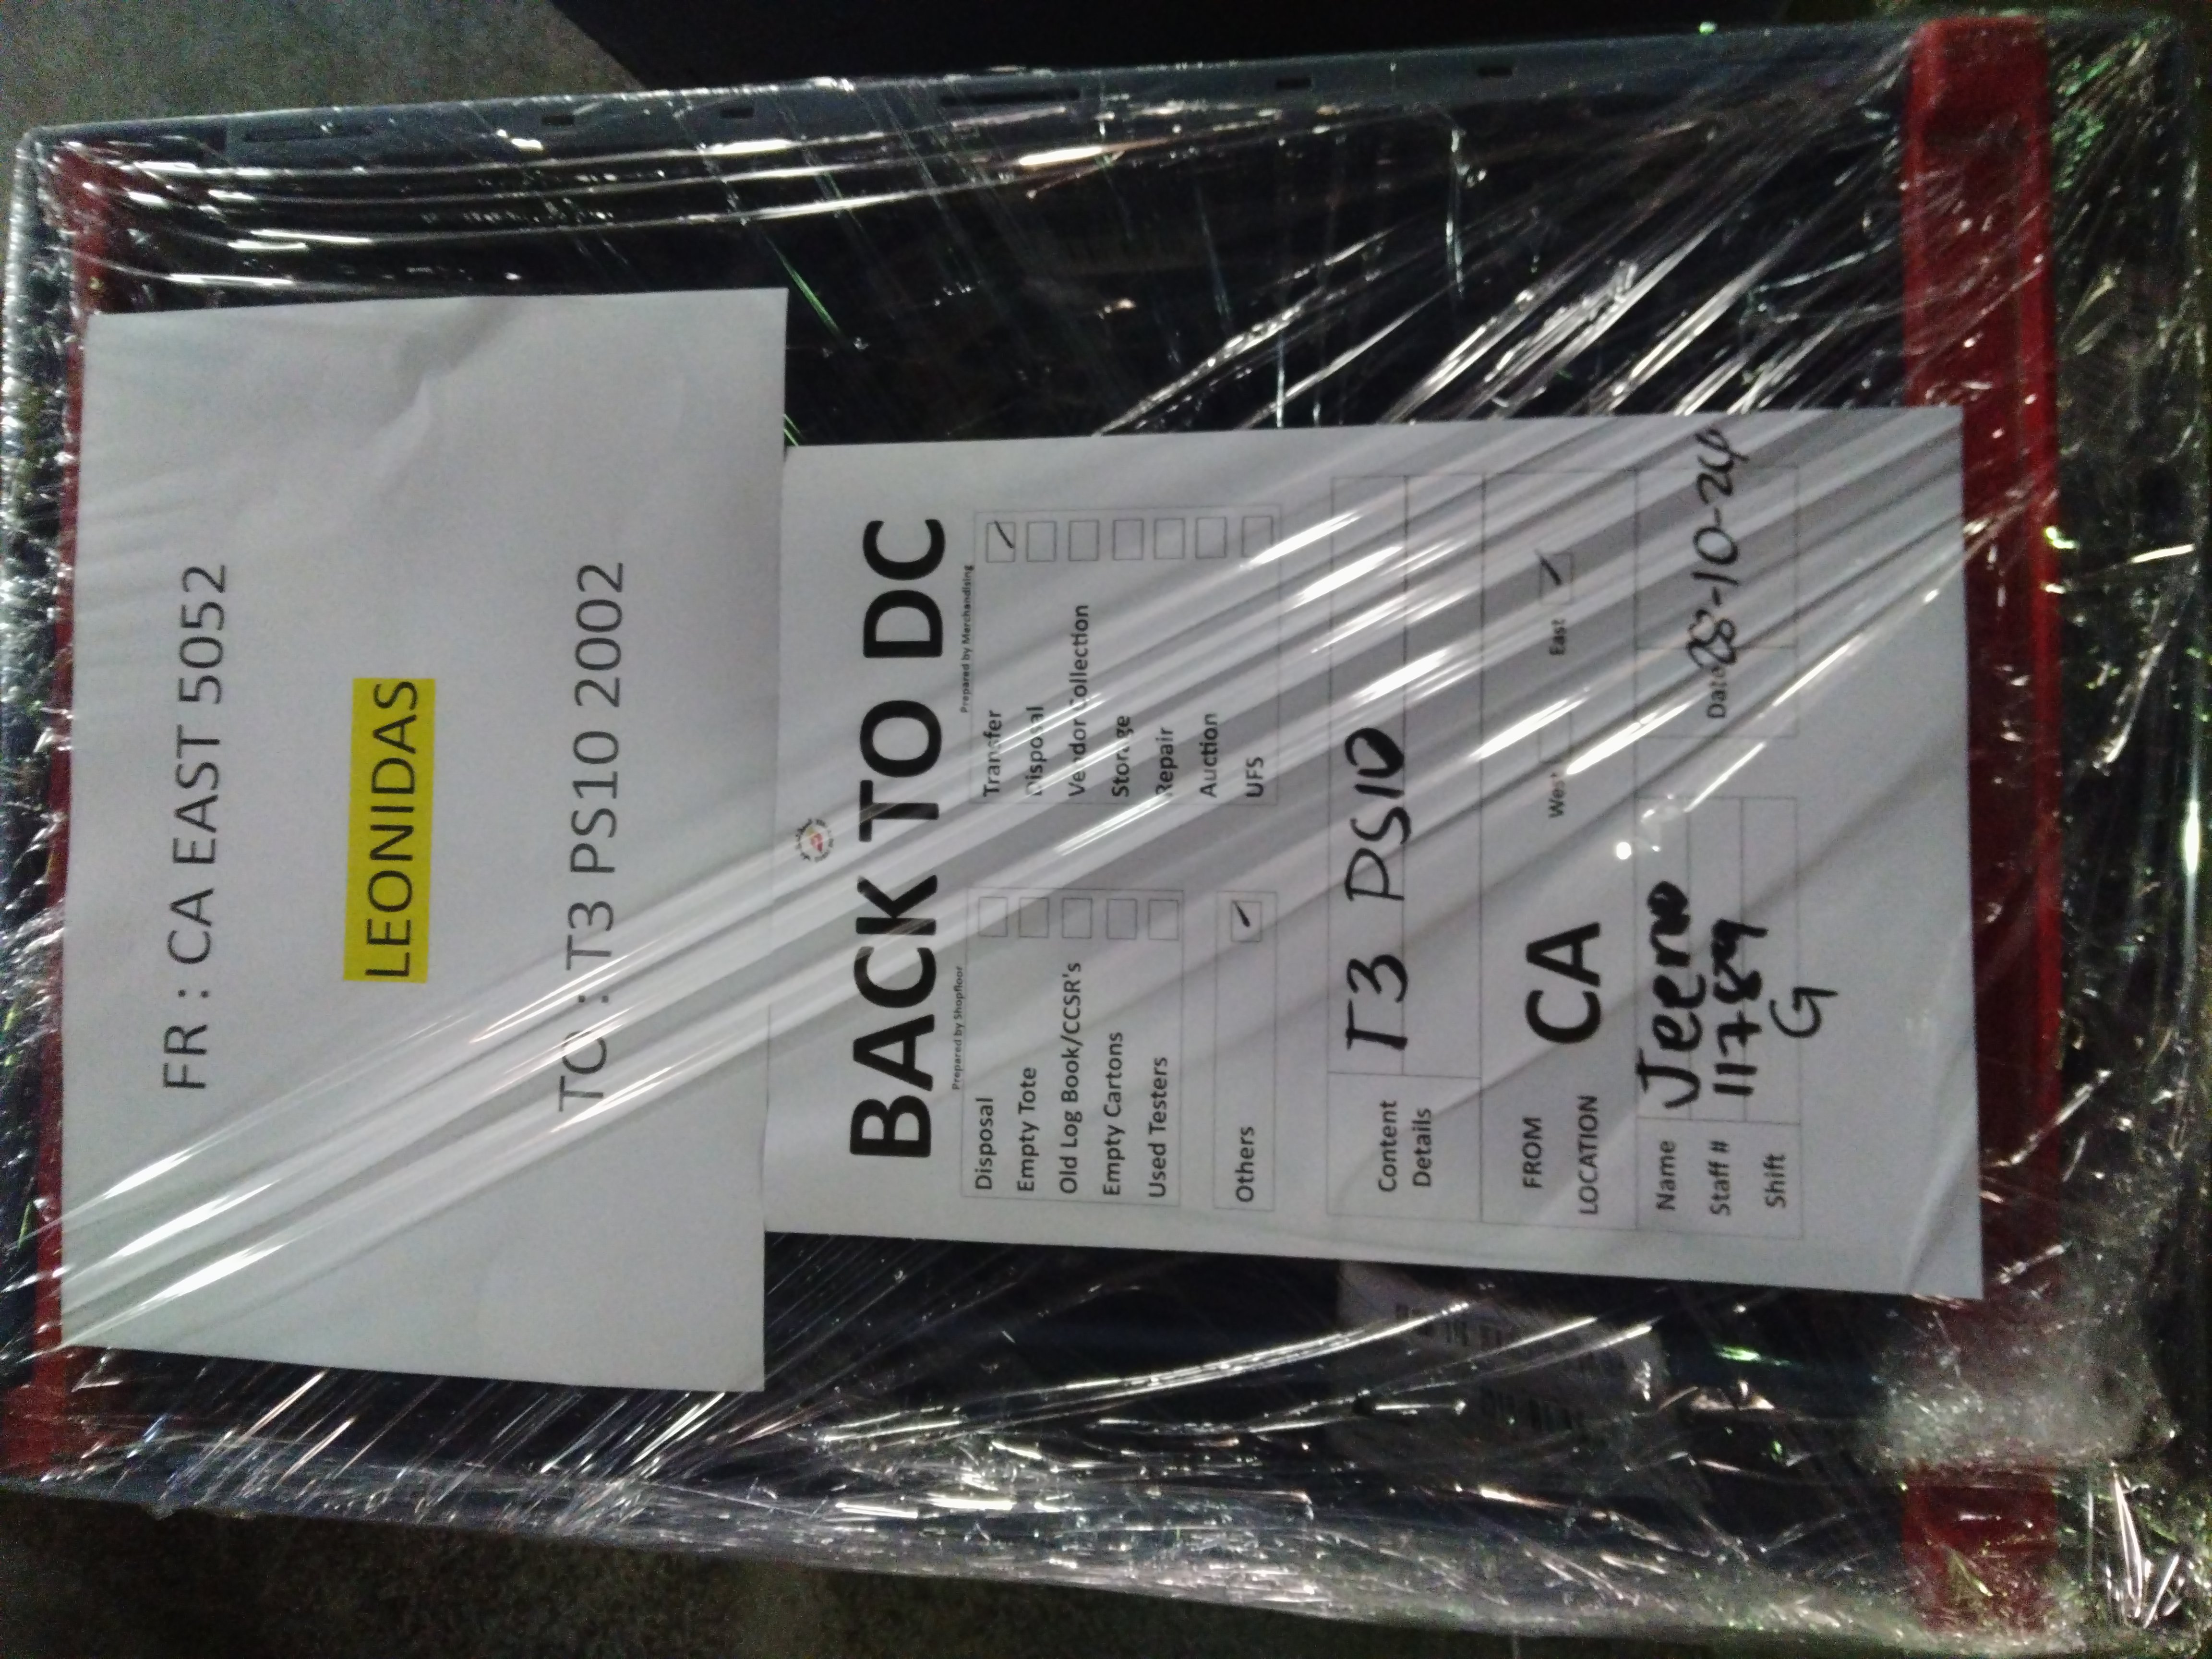 FR : CA EAST 5052
LEONIDAS
TO : T3 PS10 2002
BACK TO DC
Prepared by Shopfloor
Disposal
Empty Tote
Old Log Book/CCSR's
Empty Cartons
Used Testers
Others
Prepared by Merchandising
Transfer
Disposal
Vendor Collection
Storage
Repair
Auction
UFS
Content Details T3 PS10
FROM LOCATION CA West East
Name Date 28-10-24
Staff # 11789
Shift G